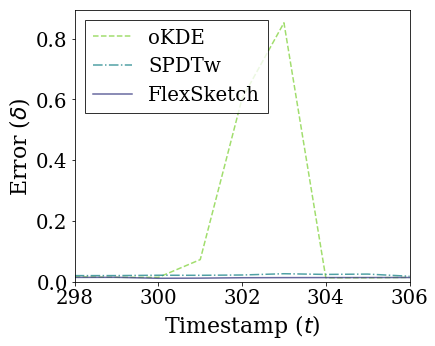 oKDE
SPDTw
FlexSketch
Error (δ)
0.8
0.6
0.4
0.2
0.0
298 300 302 304 306
Timestamp (t)